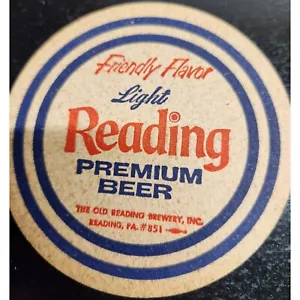 Friendly Flavor
Light
Reading
PREMIUM
BEER
THE OLD READING BREWERY, INC.
READING, PA. #851